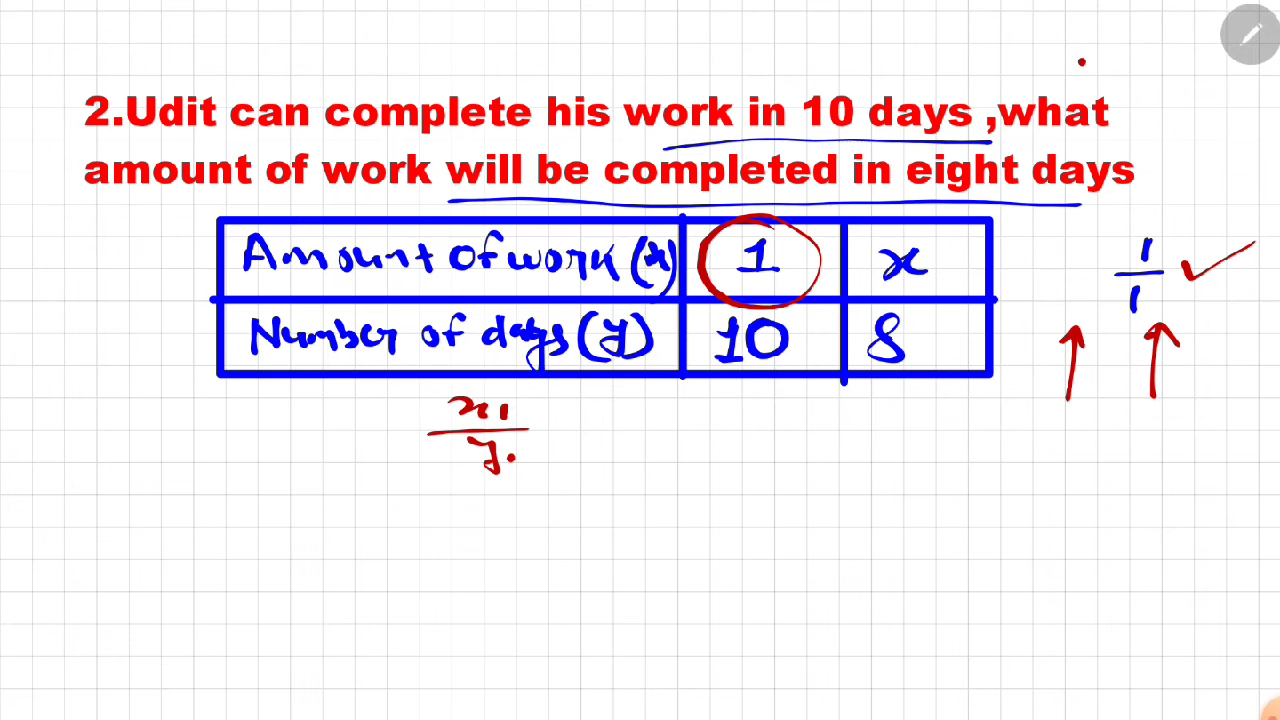 2.Udit can complete his work in 10 days ,what
amount of work will be completed in eight days
Amount of work (x) 1 x
Number of days (y) 10 8
1
1
x1
y